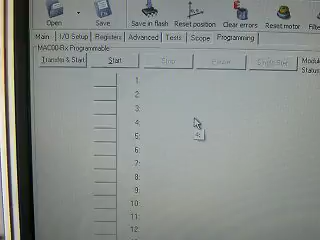 Open Save Save in flash Reset position Clear errors Reset motor
Main I/O Setup Registers Advanced Tests Scope Programming
MAC00-Rx Programmable
Transfer & Start Start Stop Pause
Status
1:
2:
3:
4:
4:
5:
6:
7:
8:
9:
10:
11:
12: